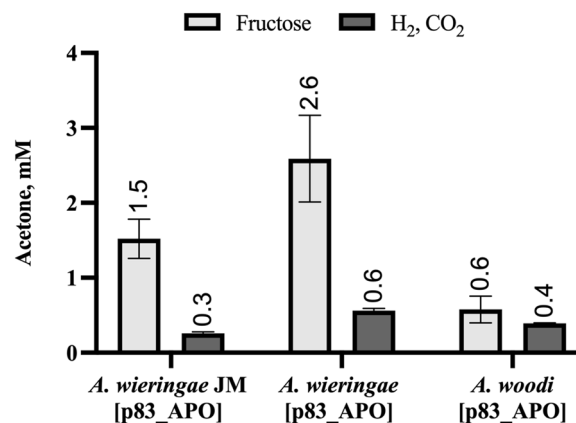 Fructose H₂, CO₂
Acetone, mM
4
3
2
1
0
1.5
0.3
2.6
0.6
0.6
0.4
A. wieringae JM
[p83_APO]
A. wieringae
[p83_APO]
A. woodi
[p83_APO]